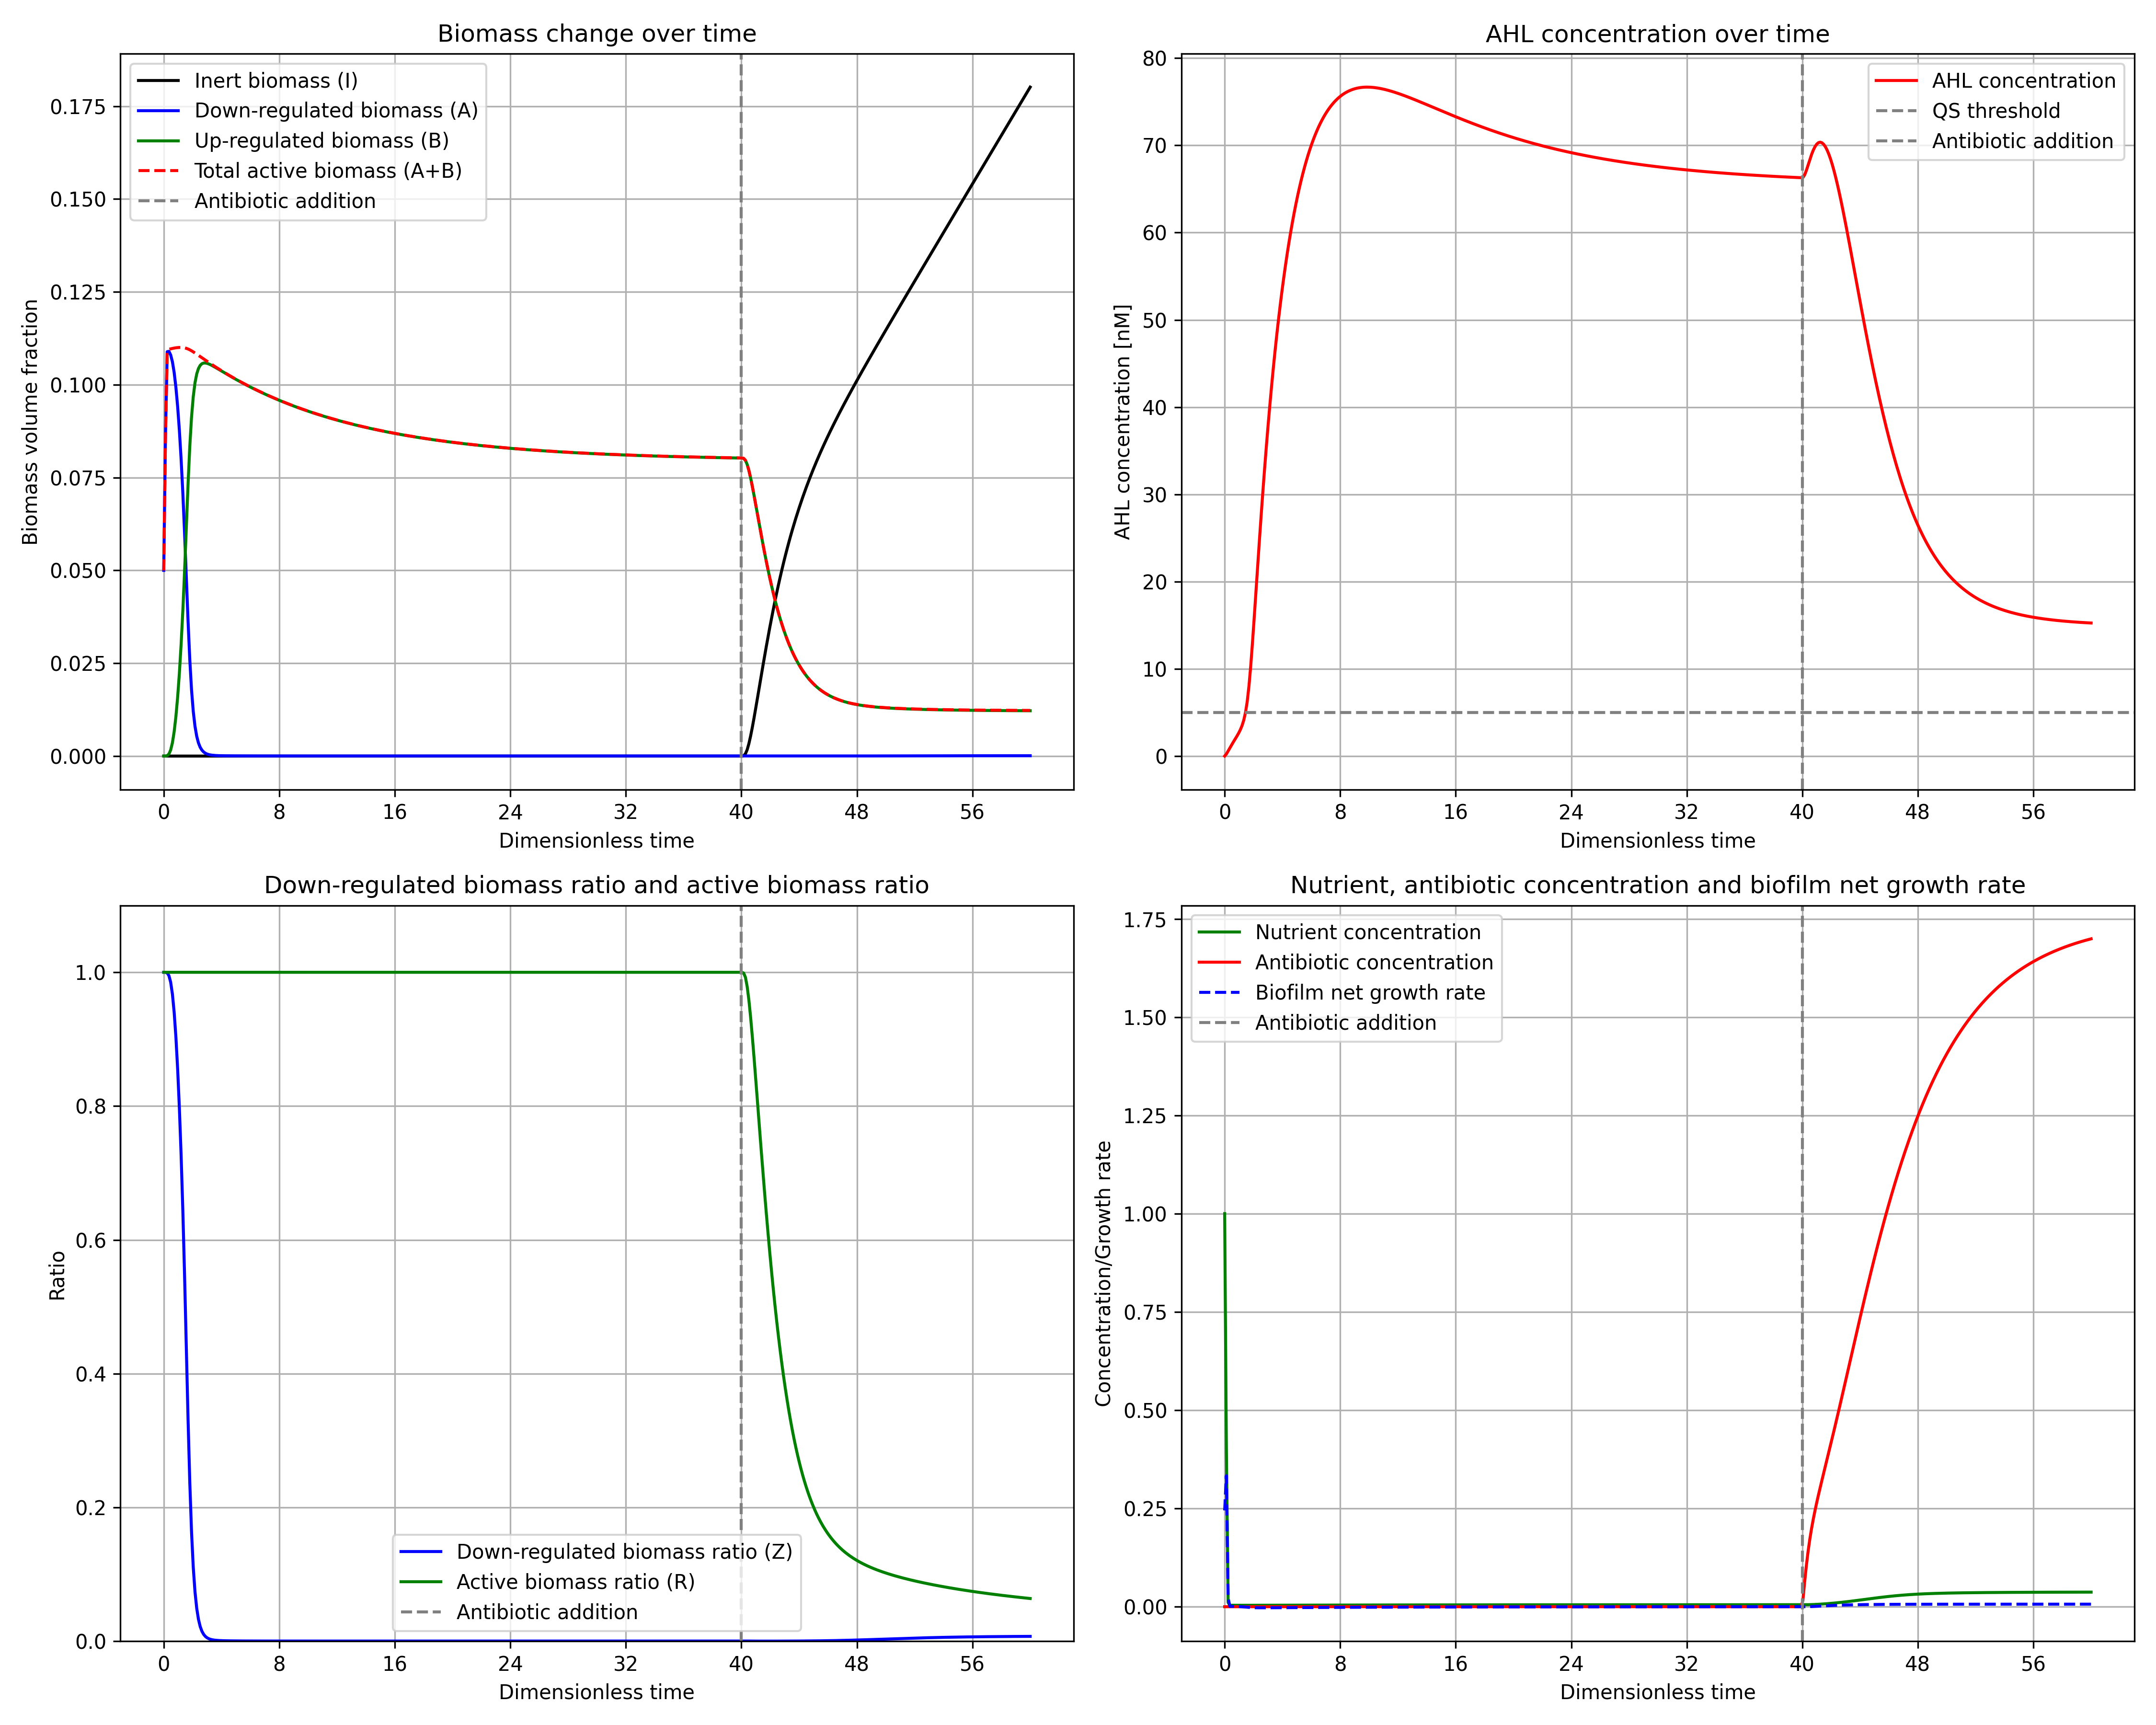 Biomass change over time
Biomass volume fraction
0.175
0.150
0.125
0.100
0.075
0.050
0.025
0.000
Inert biomass (I)
Down-regulated biomass (A)
Up-regulated biomass (B)
Total active biomass (A+B)
Antibiotic addition
0 8 16 24 32 40 48 56
Dimensionless time
AHL concentration over time
AHL concentration [nM]
80
70
60
50
40
30
20
10
0
AHL concentration
QS threshold
Antibiotic addition
0 8 16 24 32 40 48 56
Dimensionless time
Down-regulated biomass ratio and active biomass ratio
Ratio
1.0
0.8
0.6
0.4
0.2
0.0
Down-regulated biomass ratio (Z)
Active biomass ratio (R)
Antibiotic addition
0 8 16 24 32 40 48 56
Dimensionless time
Nutrient, antibiotic concentration and biofilm net growth rate
Concentration/Growth rate
1.75
1.50
1.25
1.00
0.75
0.50
0.25
0.00
Nutrient concentration
Antibiotic concentration
Biofilm net growth rate
Antibiotic addition
0 8 16 24 32 40 48 56
Dimensionless time